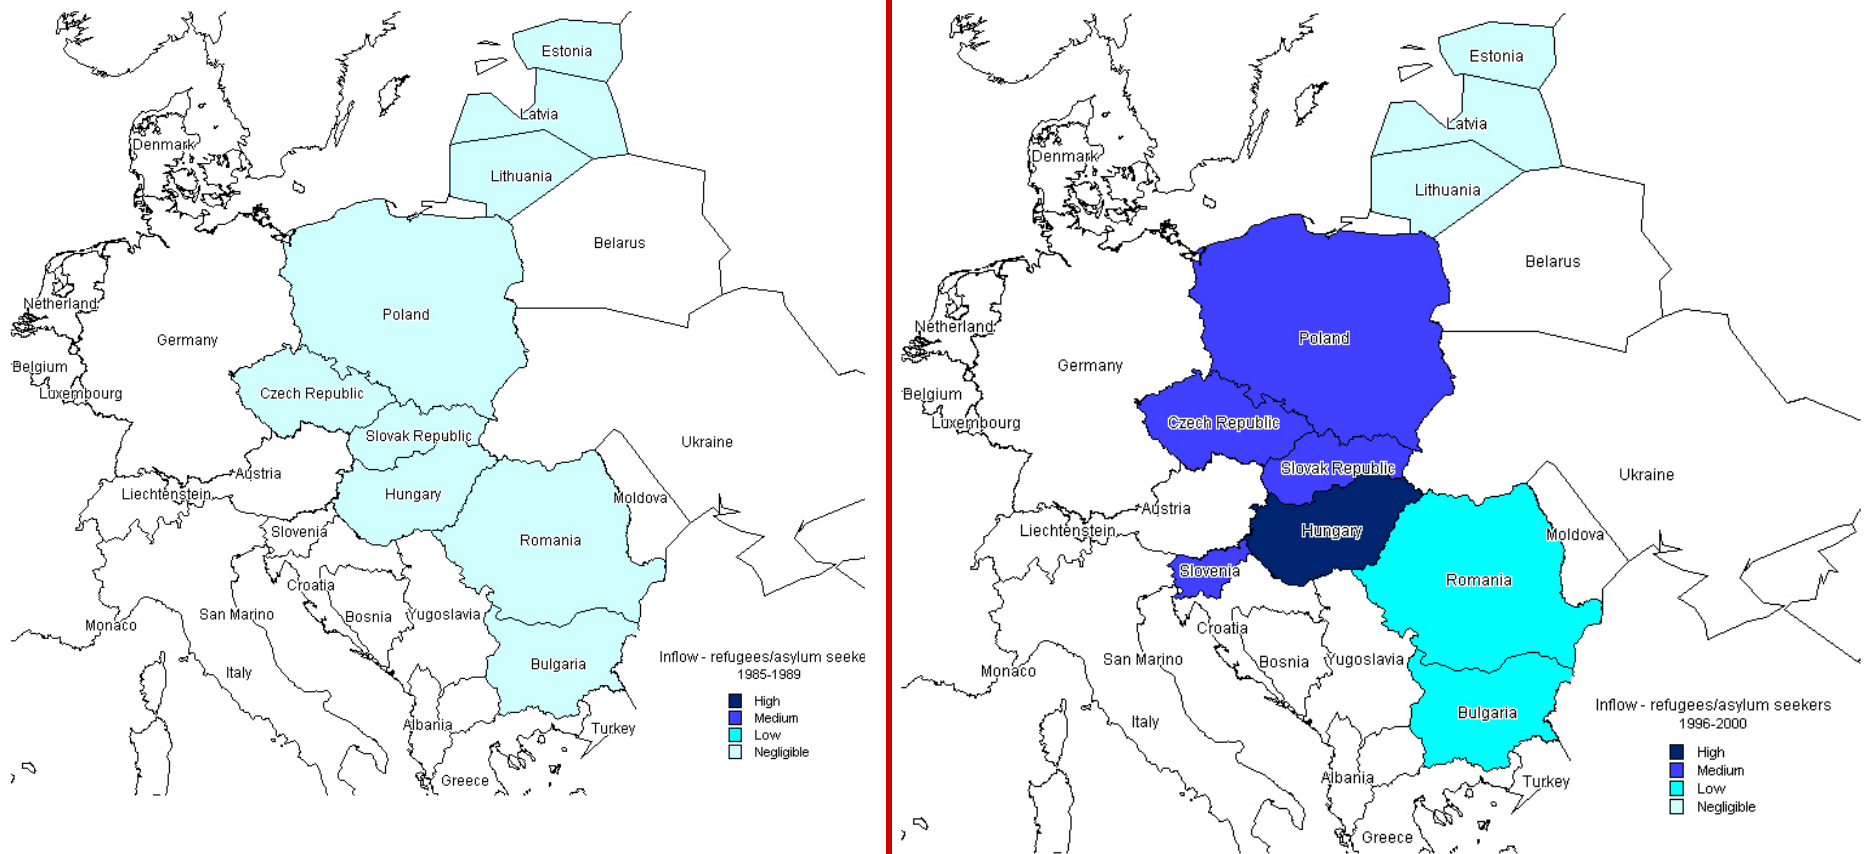 Estonia
Latvia
Denmark
Lithuania
Belarus
Netherland
Poland
Germany
Belgium
Luxembourg
Czech Republic
Slovak Republic
Ukraine
Austria
Liechtenstein
Hungary
Moldova
Slovenia
Romania
Croatia
San Marino
Bosnia
Yugoslavia
Monaco
Italy
Bulgaria
Albania
Turkey
Greece
Inflow - refugees/asylum seeke
1985-1989
High
Medium
Low
Negligible
Estonia
Latvia
Denmark
Lithuania
Belarus
Netherland
Poland
Germany
Belgium
Luxembourg
Czech Republic
Slovak Republic
Ukraine
Austria
Liechtenstein
Hungary
Moldova
Slovenia
Romania
Croatia
San Marino
Bosnia
Yugoslavia
Monaco
Italy
Bulgaria
Albania
Turkey
Greece
Inflow - refugees/asylum seekers
1996-2000
High
Medium
Low
Negligible